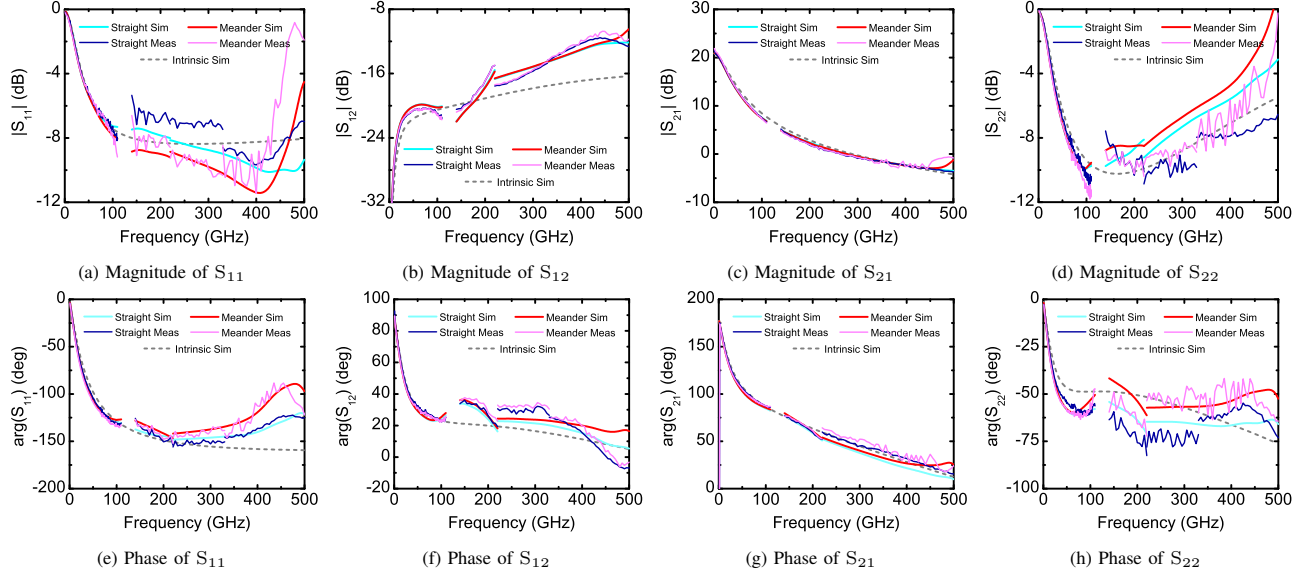 0
-4
-8
-12
|S11| (dB)
Straight Sim
Straight Meas
Meander Sim
Meander Meas
Intrinsic Sim
0 100 200 300 400 500
Frequency (GHz)
(a) Magnitude of S11
-8
-16
-24
-32
|S12| (dB)
Straight Sim
Straight Meas
Meander Sim
Meander Meas
Intrinsic Sim
0 100 200 300 400 500
Frequency (GHz)
(b) Magnitude of S12
30
20
10
0
-10
|S21| (dB)
Straight Sim
Straight Meas
Meander Sim
Meander Meas
Intrinsic Sim
0 100 200 300 400 500
Frequency (GHz)
(c) Magnitude of S21
0
-4
-8
-12
|S22| (dB)
Straight Sim
Straight Meas
Meander Sim
Meander Meas
Intrinsic Sim
0 100 200 300 400 500
Frequency (GHz)
(d) Magnitude of S22
0
-50
-100
-150
-200
arg(S11) (deg)
Straight Sim
Straight Meas
Meander Sim
Meander Meas
Intrinsic Sim
0 100 200 300 400 500
Frequency (GHz)
(e) Phase of S11
100
80
60
40
20
0
20
arg(S12) (deg)
Straight Sim
Straight Meas
Meander Sim
Meander Meas
Intrinsic Sim
0 100 200 300 400 500
Frequency (GHz)
(f) Phase of S12
200
150
100
50
0
arg(S21) (deg)
Straight Sim
Straight Meas
Meander Sim
Meander Meas
Intrinsic Sim
0 100 200 300 400 500
Frequency (GHz)
(g) Phase of S21
0
-25
-50
-75
-100
arg(S22) (deg)
Straight Sim
Straight Meas
Meander Sim
Meander Meas
Intrinsic Sim
0 100 200 300 400 500
Frequency (GHz)
(h) Phase of S22